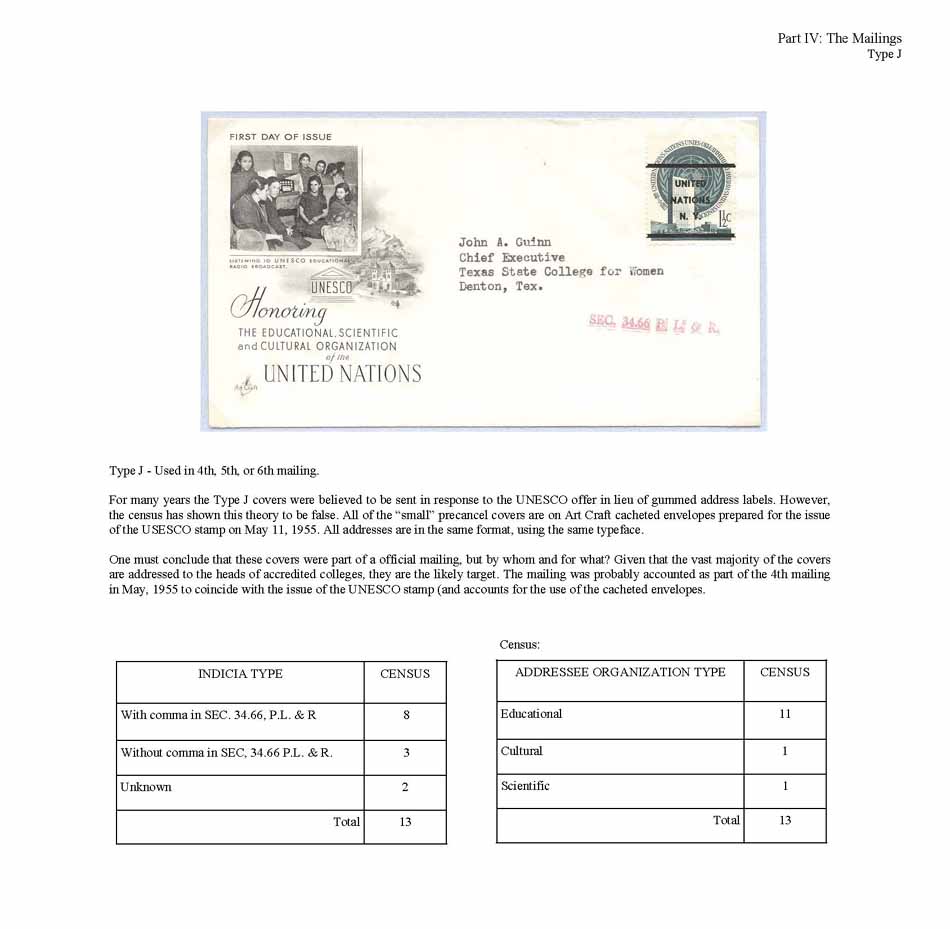 Part IV: The Mailings
Type J
FIRST DAY OF ISSUE
LISTENING TO UNESCO EDUCATIONAL
RADIO BROADCAST.
UNESCO
Honoring
THE EDUCATIONAL, SCIENTIFIC
and CULTURAL ORGANIZATION
of the
UNITED NATIONS
UNITED
NATIONS
N. Y.
1½c
John A. Guinn
Chief Executive
Texas State College for Women
Denton, Tex.
SEC. 34.66 P. L. & R.
Type J - Used in 4th, 5th, or 6th mailing.
For many years the Type J covers were believed to be sent in response to the UNESCO offer in lieu of gummed address labels. However,
the census has shown this theory to be false. All of the “small” precancel covers are on Art Craft cacheted envelopes prepared for the issue
of the USESCO stamp on May 11, 1955. All addresses are in the same format, using the same typeface.
One must conclude that these covers were part of a official mailing, but by whom and for what? Given that the vast majority of the covers
are addressed to the heads of accredited colleges, they are the likely target. The mailing was probably accounted as part of the 4th mailing
in May, 1955 to coincide with the issue of the UNESCO stamp (and accounts for the use of the cacheted envelopes.
INDICIA TYPE CENSUS
With comma in SEC. 34.66, P.L. & R 8
Without comma in SEC, 34.66 P.L. & R. 3
Unknown 2
Total 13
Census:
ADDRESSEE ORGANIZATION TYPE CENSUS
Educational 11
Cultural 1
Scientific 1
Total 13